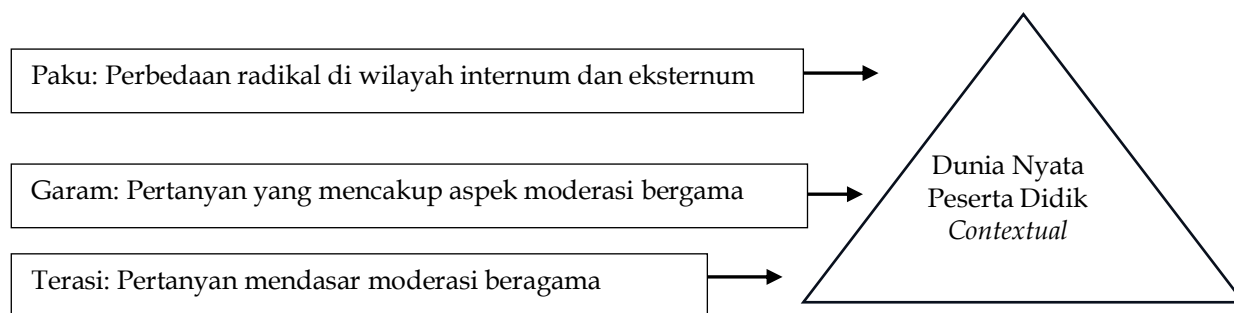 Paku: Perbedaan radikal di wilayah internum dan eksternum
Garam: Pertanyan yang mencakup aspek moderasi bergama
Terasi: Pertanyan mendasar moderasi beragama
Dunia Nyata
Peserta Didik
Contextual